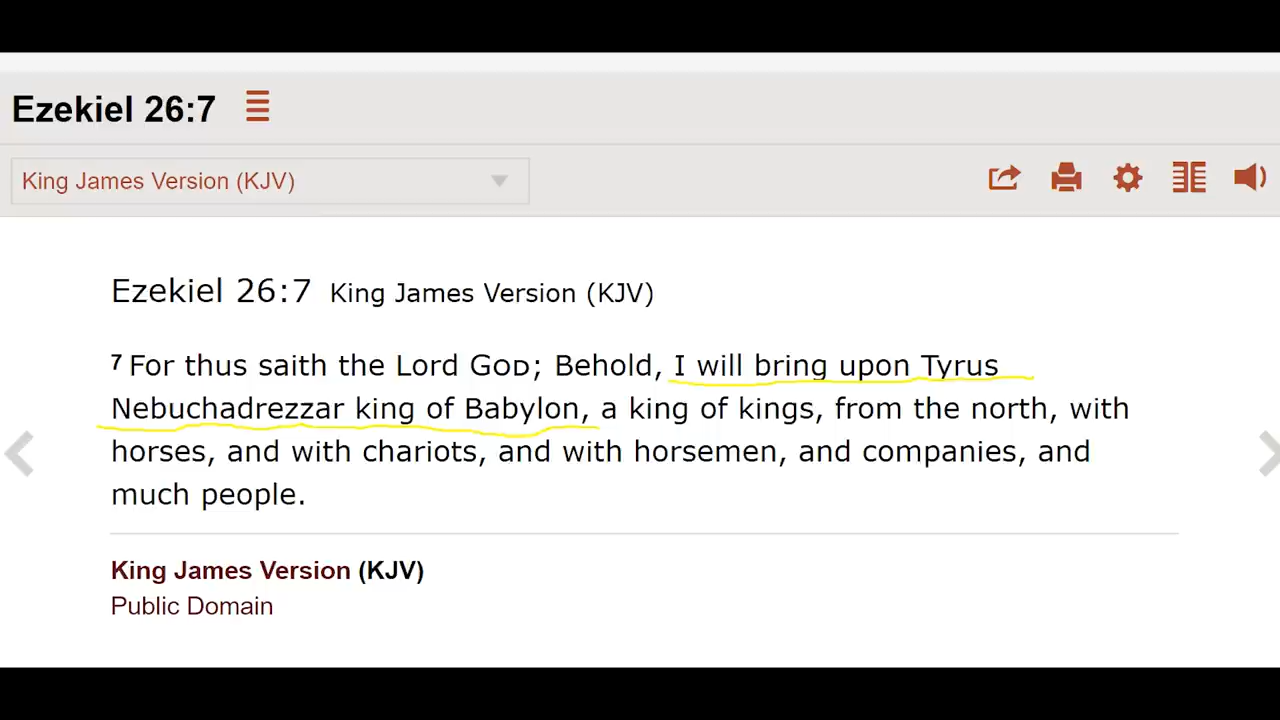 Ezekiel 26:7
King James Version (KJV)
Ezekiel 26:7 King James Version (KJV)
7 For thus saith the Lord GOD; Behold, I will bring upon Tyrus
Nebuchadrezzar king of Babylon, a king of kings, from the north, with
horses, and with chariots, and with horsemen, and companies, and
much people.
King James Version (KJV)
Public Domain